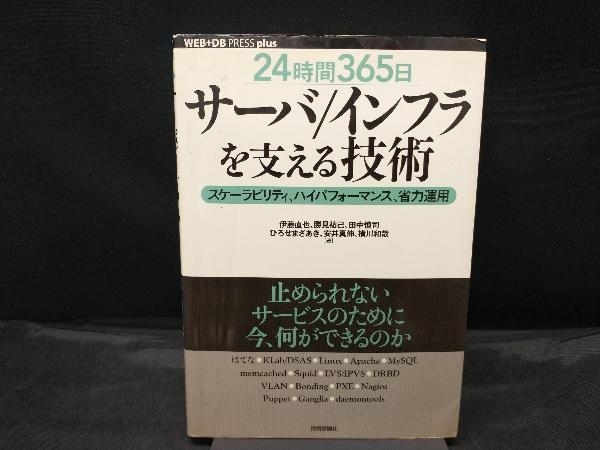 WEB+DB PRESS plus
24時間365日
サーバ/インフラ
を支える技術
スケーラビリティ、ハイパフォーマンス、省力運用
伊藤直也、勝見祐己、田中慎司
ひろせまさあき、安井真伸、横川和哉
[著]
止められない
サービスのために
今、何ができるのか
はてな●KLab/DSAS●Linux●Apache●MySQL
memcached●Squid●LVS/IPVS●DRBD
VLAN●Bonding●PXE●Nagios
Puppet●Ganglia●daemontools
技術評論社